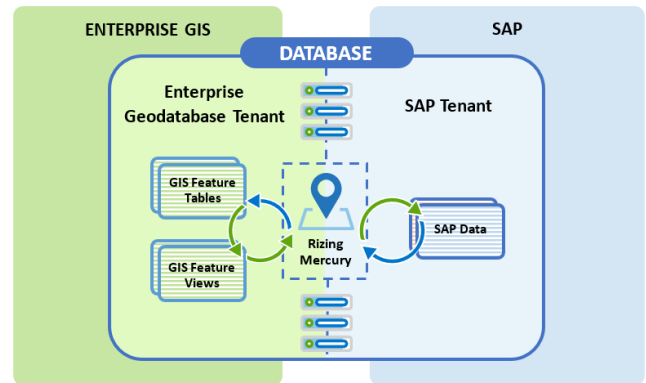 ENTERPRISE GIS
SAP
DATABASE
Enterprise
Geodatabase Tenant
SAP Tenant
GIS Feature
Tables
GIS Feature
Views
Rizing
Mercury
SAP Data